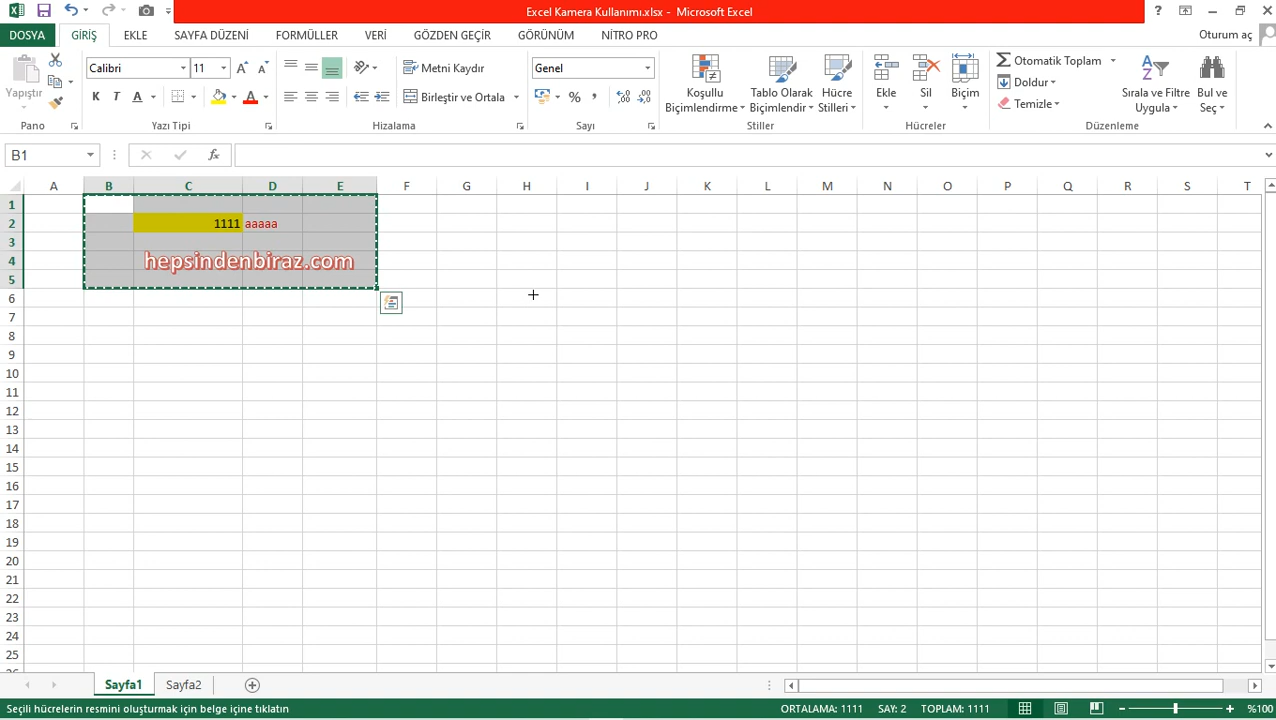 Excel Kamera Kullanımı.xlsx - Microsoft Excel
DOSYA GİRİŞ EKLE SAYFA DÜZENİ FORMÜLLER VERİ GÖZDEN GEÇİR GÖRÜNÜM NİTRO PRO Oturum aç
Yapıştır
Calibri 11
K T A A
Metni Kaydır
Birleştir ve Ortala
Genel
%
Koşullu Biçimlendirme
Tablo Olarak Biçimlendir
Hücre Stilleri
Ekle
Sil
Biçim
Otomatik Toplam
Doldur
Temizle
Sırala ve Filtre Uygula
Bul ve Seç
Pano Yazı Tipi Hizalama Sayı Stiller Hücreler Düzenleme
B1 fx
A B C D E F G H I J K L M N O P Q R S T
1
2 1111 aaaaa
3
4 hepsindenbiraz.com
5
6
7
8
9
10
11
12
13
14
15
16
17
18
19
20
21
22
23
24
25
Sayfa1 Sayfa2
Seçili hücrelerin resmini oluşturmak için belge içine tıklatın ORTALAMA: 1111 SAY: 2 TOPLAM: 1111 %100